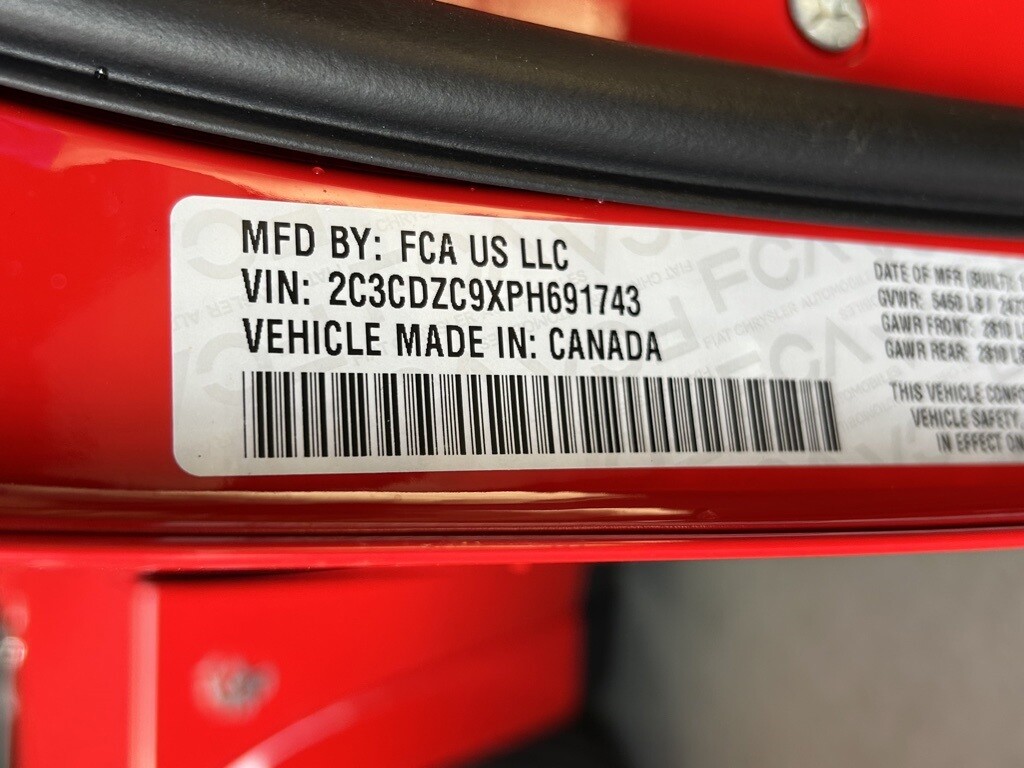 MFD BY: FCA US LLC
VIN: 2C3CDZC9XPH691743
VEHICLE MADE IN: CANADA
DATE OF MFR (BUILT):
GVWR: 5450 LB /
GAWR FRONT: 2810
GAWR REAR: 2810
THIS VEHICLE
VEHICLE SAFETY,
IN EFFECT ON